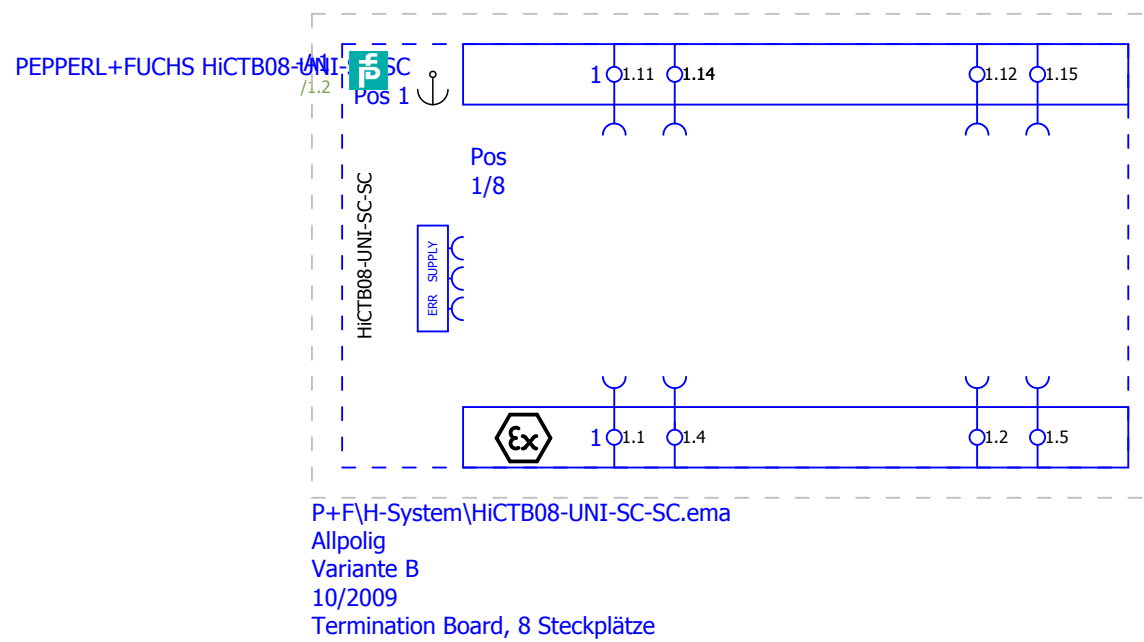 PEPPERL+FUCHS HiCTB08-UNI-SC-SC
/1.2
Pos 1
1 1.11 1.14 1.12 1.15
Pos
1/8
HiCTB08-UNI-SC-SC
ERR SUPPLY
Ex 1 1.1 1.4 1.2 1.5
P+F\H-System\HiCTB08-UNI-SC-SC.ema
Allpolig
Variante B
10/2009
Termination Board, 8 Steckplätze